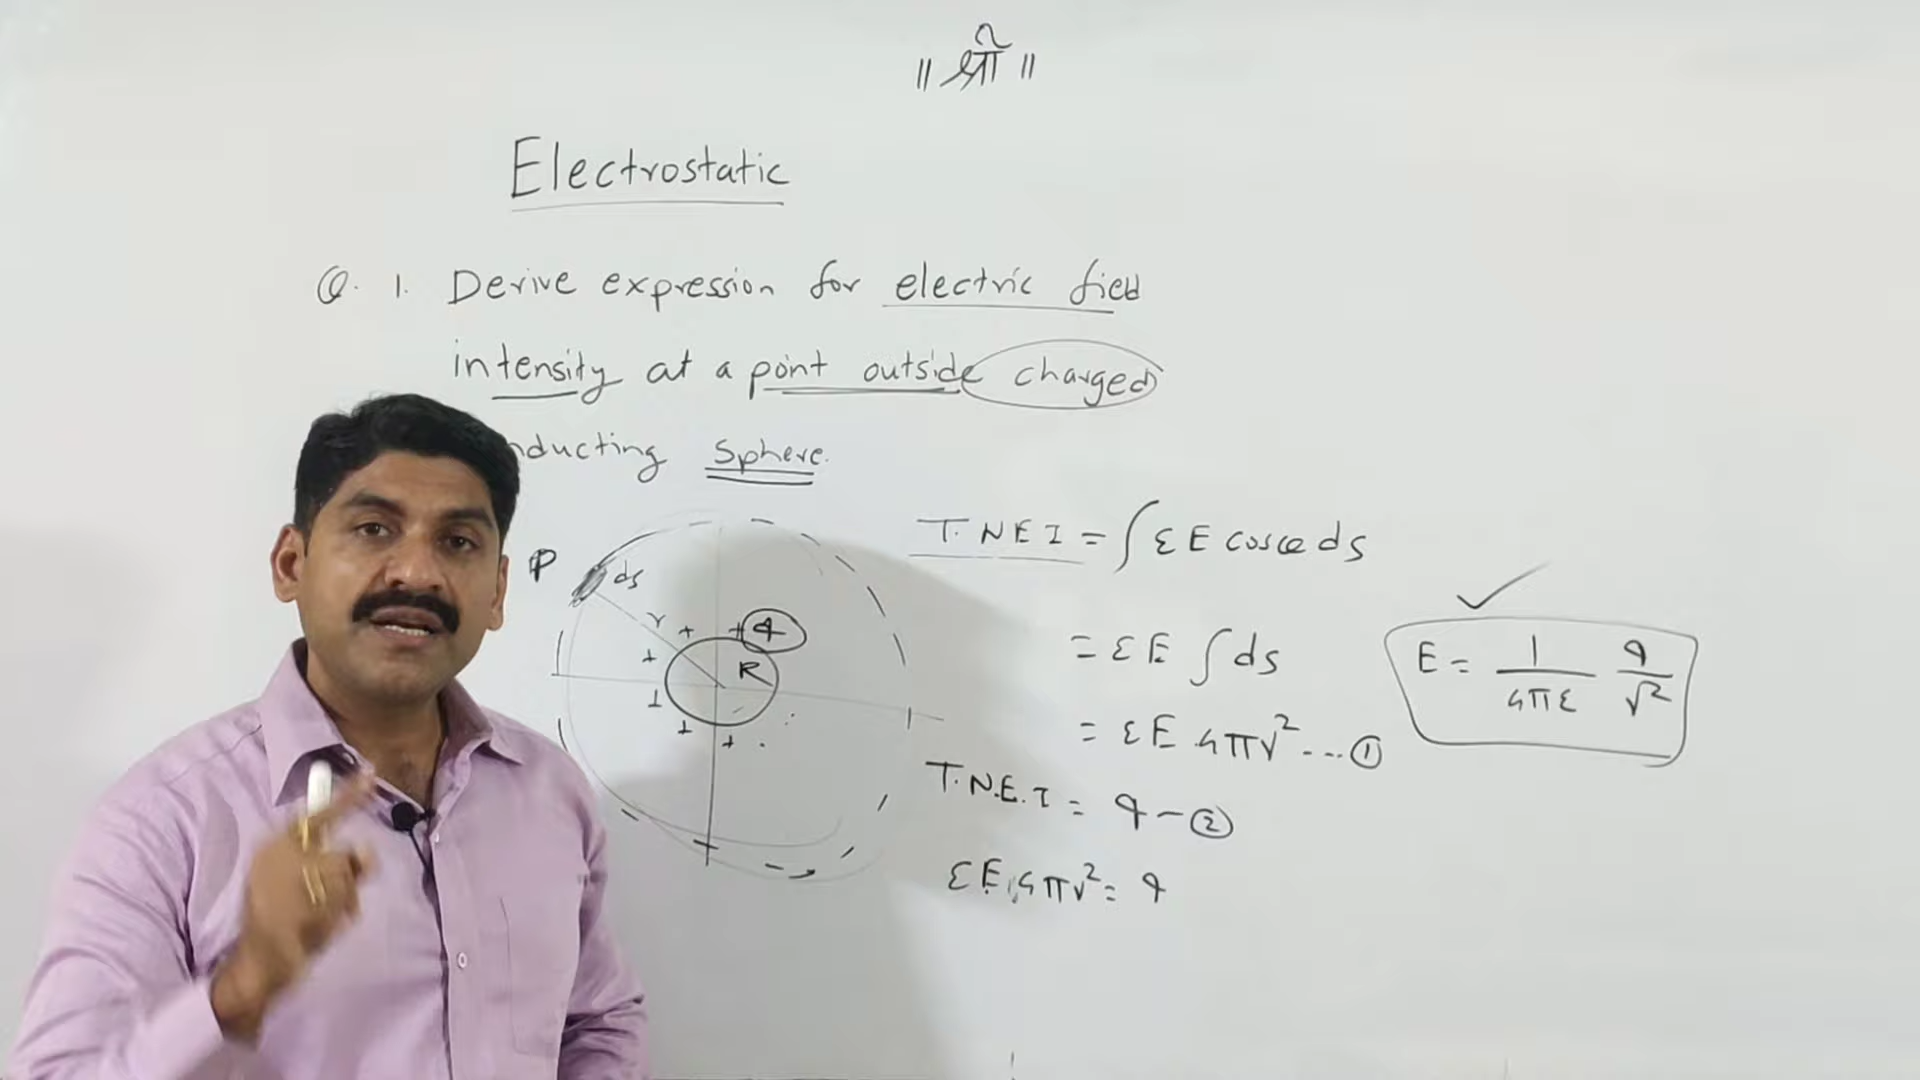 ॥ श्री ॥
Electrostatic
Q. 1. Derive expression for electric field
intensity at a point outside charged
nducting sphere.
P
ds
r
+ + q
+ R
+
+ +
T. N E I = ∫ ε E cosθ ds
= ε E ∫ ds
= ε E 4πr² ... ①
T.N.E.I = q – ②
ε E. 4πr² = q
E = 1/4πε q/r²